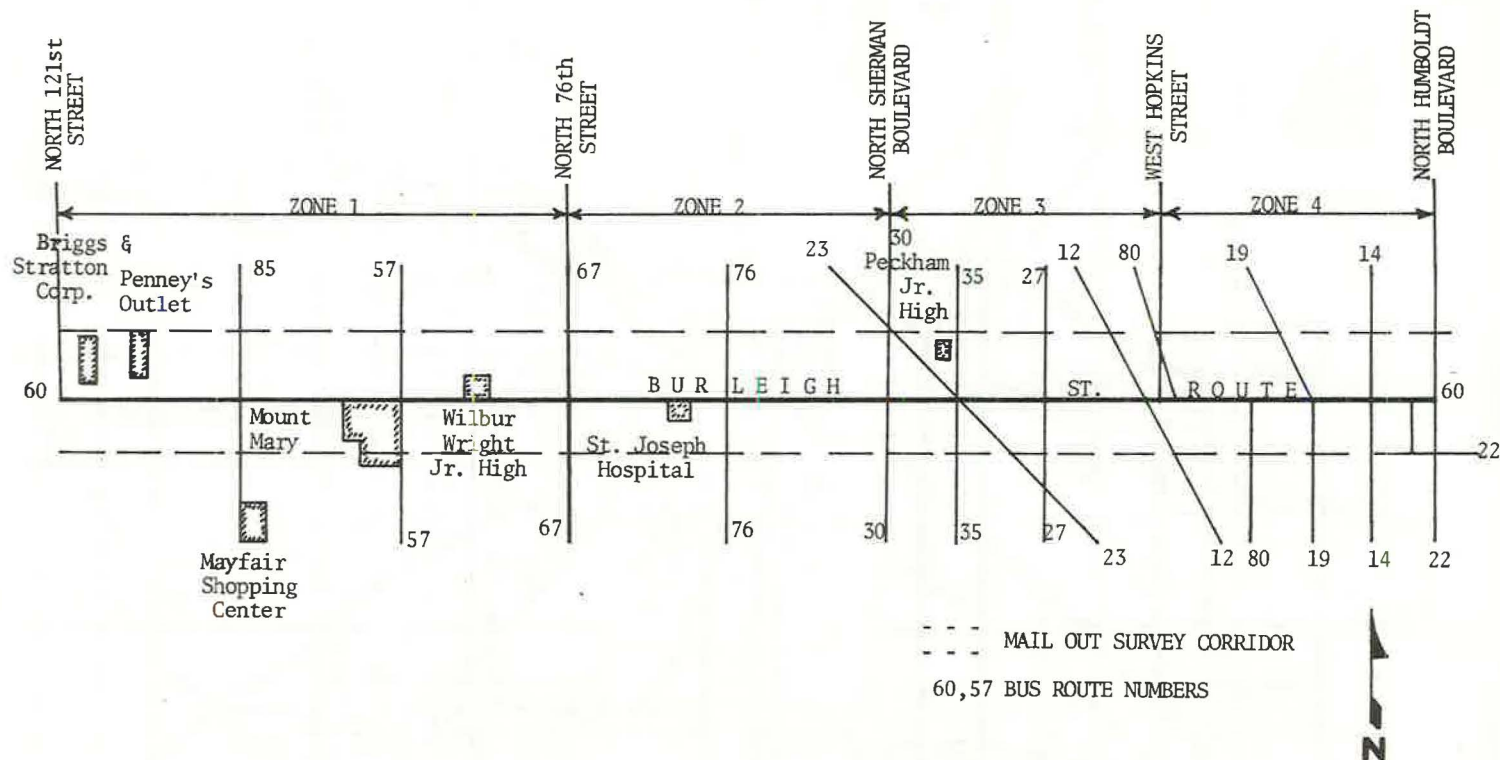 NORTH 121st
STREET
NORTH 76th
STREET
NORTH SHERMAN
BOULEVARD
WEST HOPKINS
STREET
NORTH HUMBOLDT
BOULEVARD
ZONE 1
ZONE 2
ZONE 3
ZONE 4
Briggs &
Stratton
Corp.
Penney's
Outlet
85
57
67
76
23
30
Peckham
Jr.
High
35
27
12
80
19
14
60
BURLEIGH ST. ROUTE
60
Mount
Mary
Wilbur
Wright
Jr. High
St. Joseph
Hospital
22
57
67
76
30
35
27
23
12
80
19
14
22
Mayfair
Shopping
Center
MAIL OUT SURVEY CORRIDOR
60,57 BUS ROUTE NUMBERS
N